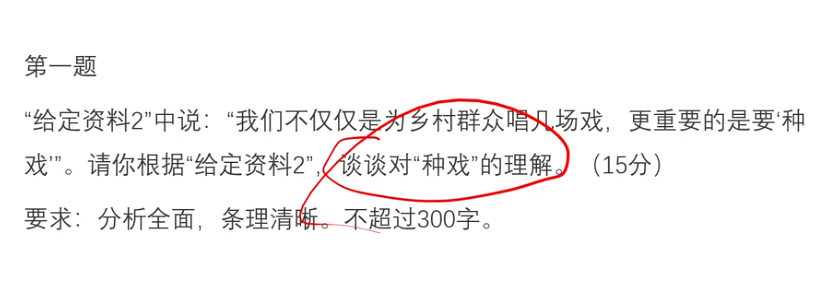 第一题
“给定资料2”中说：“我们不仅仅是为乡村群众唱几场戏，更重要的是要‘种
戏’”。请你根据“给定资料2”，谈谈对“种戏”的理解。（15分）
要求：分析全面，条理清晰。不超过300字。